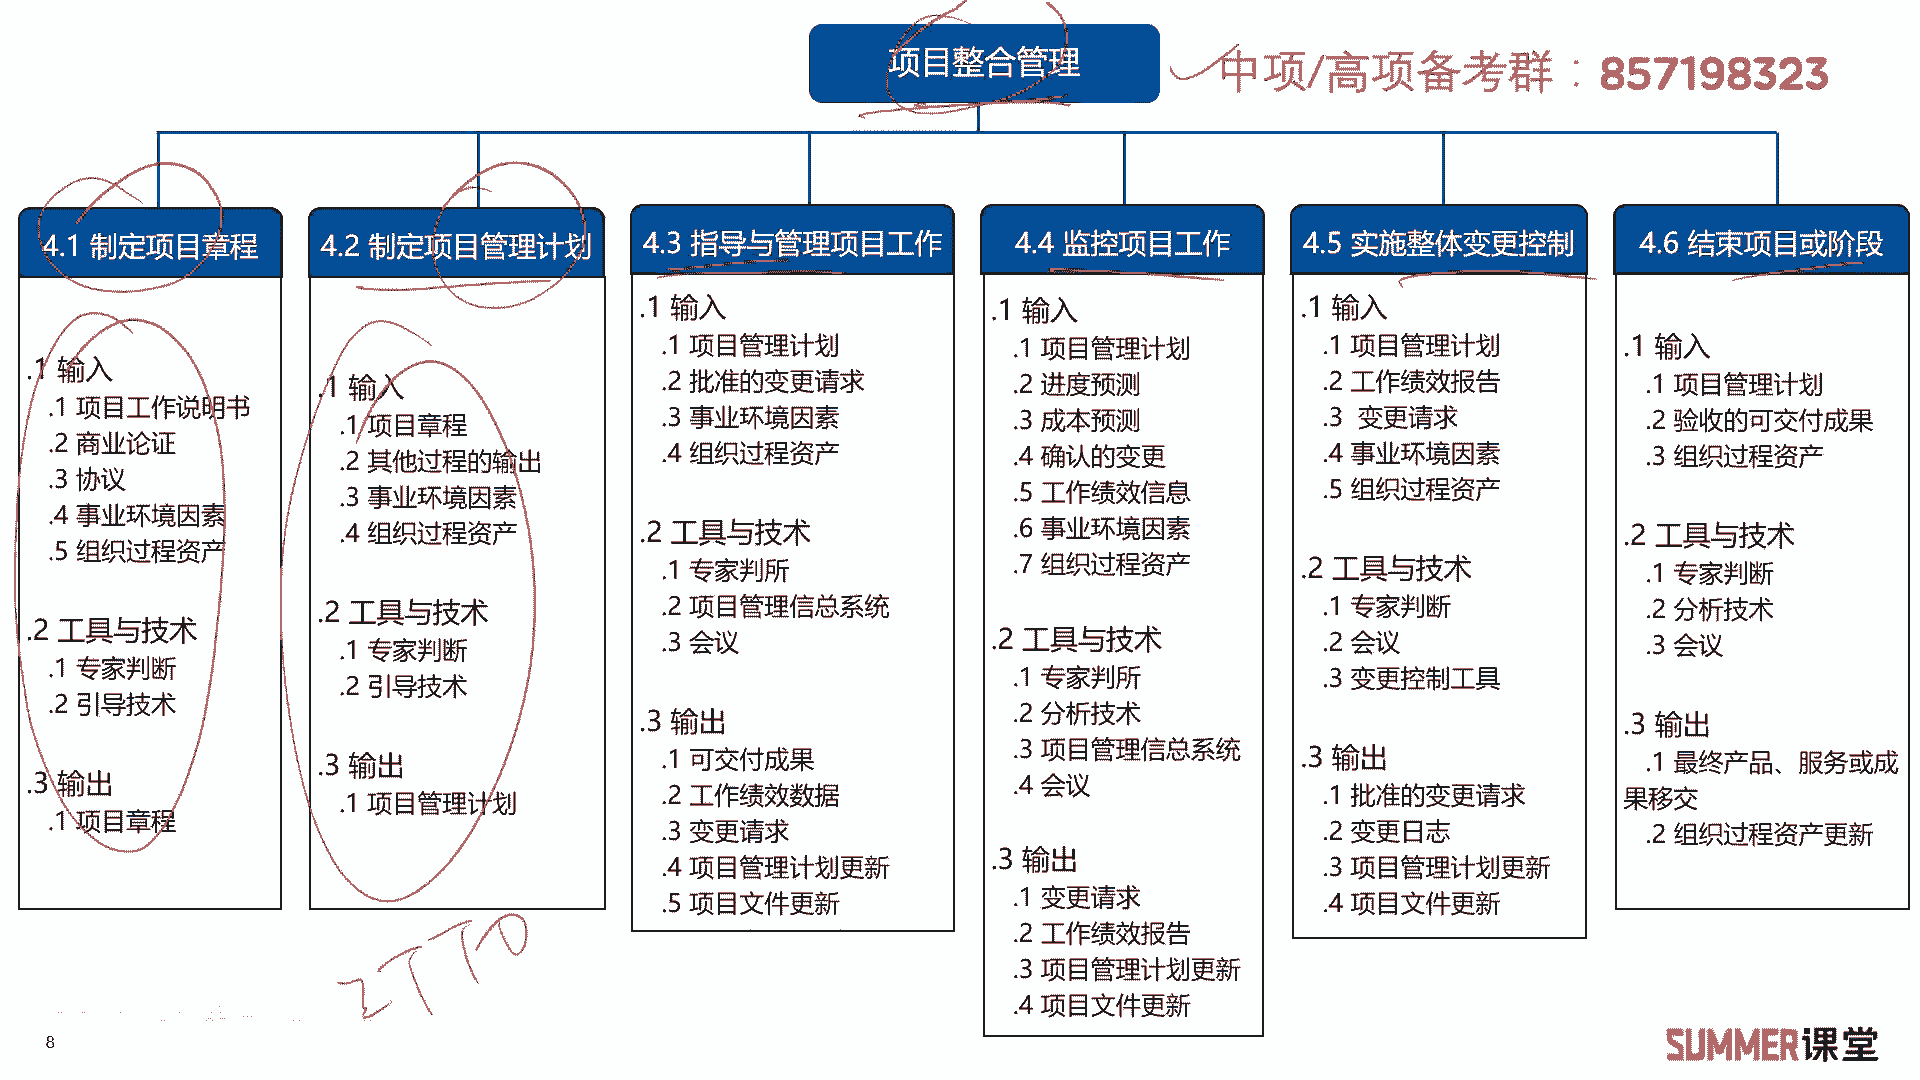 项目整合管理
中项/高项备考群：857198323
4.1 制定项目章程
.1 输入
.1 项目工作说明书
.2 商业论证
.3 协议
.4 事业环境因素
.5 组织过程资产
.2 工具与技术
.1 专家判断
.2 引导技术
.3 输出
.1 项目章程
4.2 制定项目管理计划
.1 输入
.1 项目章程
.2 其他过程的输出
.3 事业环境因素
.4 组织过程资产
.2 工具与技术
.1 专家判断
.2 引导技术
.3 输出
.1 项目管理计划
4.3 指导与管理项目工作
.1 输入
.1 项目管理计划
.2 批准的变更请求
.3 事业环境因素
.4 组织过程资产
.2 工具与技术
.1 专家判所
.2 项目管理信总系统
.3 会议
.3 输出
.1 可交付成果
.2 工作绩效数据
.3 变更请求
.4 项目管理计划更新
.5 项目文件更新
4.4 监控项目工作
.1 输入
.1 项目管理计划
.2 进度预测
.3 成本预测
.4 确认的变更
.5 工作绩效信息
.6 事业环境因素
.7 组织过程资产
.2 工具与技术
.1 专家判所
.2 分析技术
.3 项目管理信总系统
.4 会议
.3 输出
.1 变更请求
.2 工作绩效报告
.3 项目管理计划更新
.4 项目文件更新
4.5 实施整体变更控制
.1 输入
.1 项目管理计划
.2 工作绩效报告
.3 变更请求
.4 事业环境因素
.5 组织过程资产
.2 工具与技术
.1 专家判断
.2 会议
.3 变更控制工具
.3 输出
.1 批准的变更请求
.2 变更日志
.3 项目管理计划更新
.4 项目文件更新
4.6 结束项目或阶段
.1 输入
.1 项目管理计划
.2 验收的可交付成果
.3 组织过程资产
.2 工具与技术
.1 专家判断
.2 分析技术
.3 会议
.3 输出
.1 最终产品、服务或成
果移交
.2 组织过程资产更新
ITTO
8
SUMMER课堂